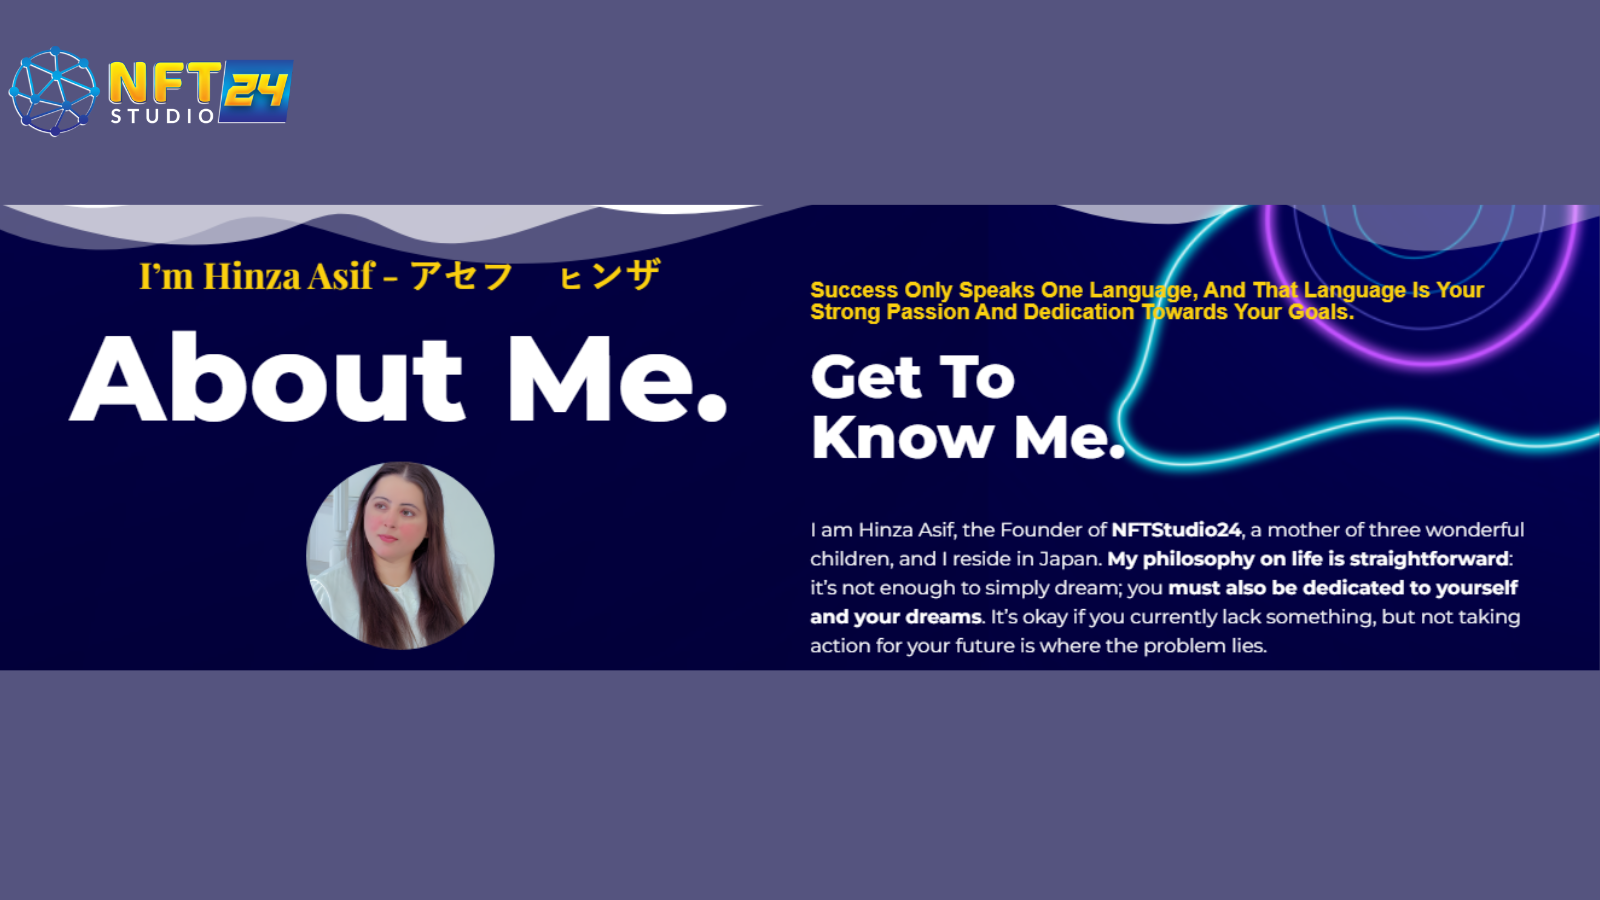 NFT 24
STUDIO
I'm Hinza Asif - アセフ　ヒンザ
About Me.
Success Only Speaks One Language, And That Language Is Your
Strong Passion And Dedication Towards Your Goals.
Get To
Know Me.
I am Hinza Asif, the Founder of NFTStudio24, a mother of three wonderful
children, and I reside in Japan. My philosophy on life is straightforward:
it's not enough to simply dream; you must also be dedicated to yourself
and your dreams. It's okay if you currently lack something, but not taking
action for your future is where the problem lies.